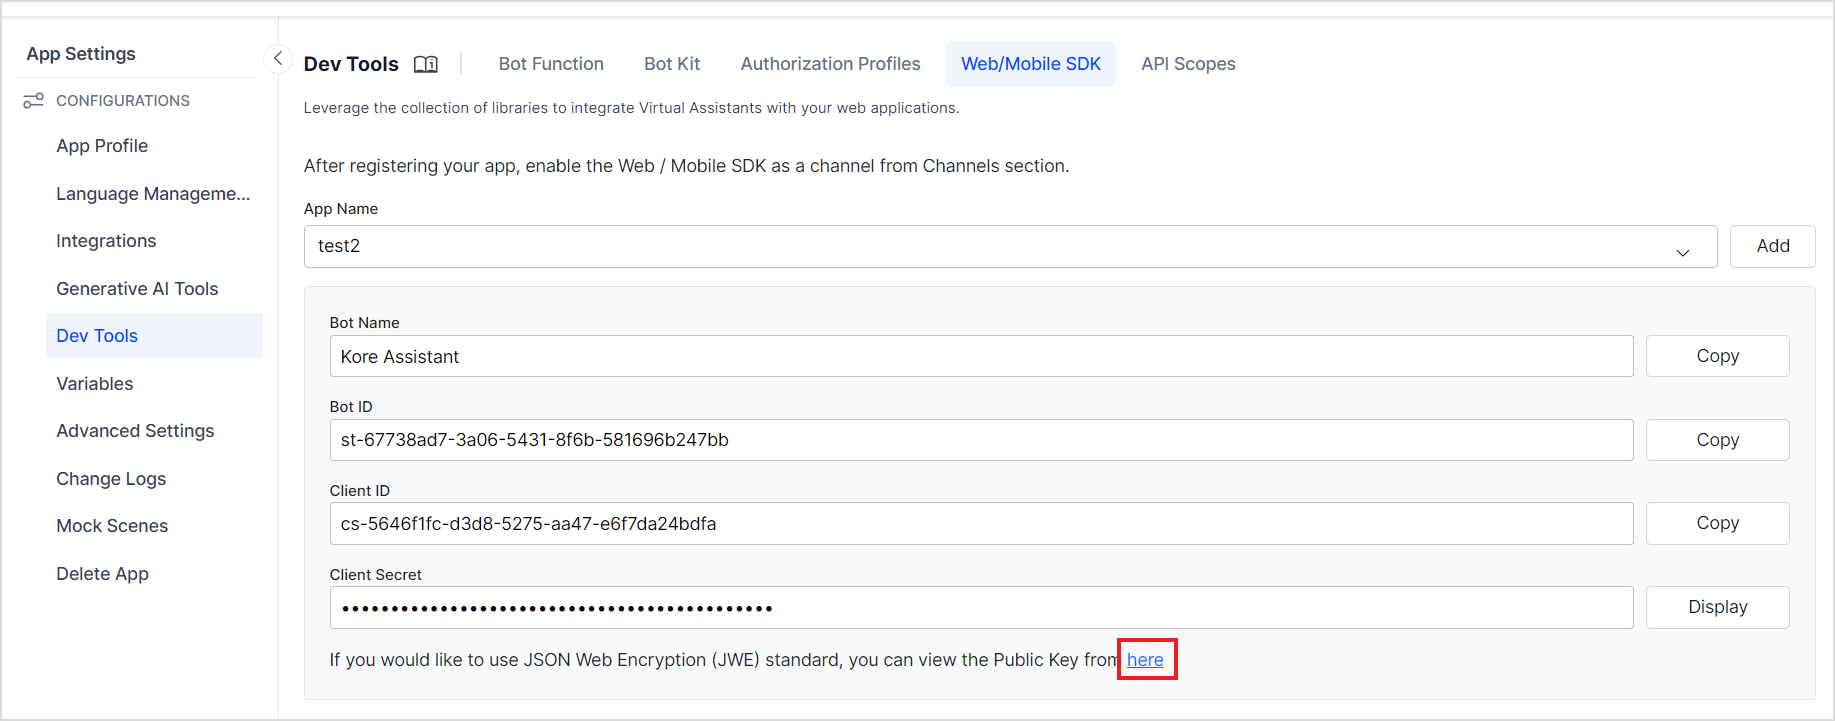 App Settings
CONFIGURATIONS
App Profile
Language Manageme...
Integrations
Generative AI Tools
Dev Tools
Variables
Advanced Settings
Change Logs
Mock Scenes
Delete App
Dev Tools
Bot Function
Bot Kit
Authorization Profiles
Web/Mobile SDK
API Scopes
Leverage the collection of libraries to integrate Virtual Assistants with your web applications.
After registering your app, enable the Web / Mobile SDK as a channel from Channels section.
App Name
test2
Add
Bot Name
Kore Assistant
Copy
Bot ID
st-67738ad7-3a06-5431-8f6b-581696b247bb
Copy
Client ID
cs-5646f1fc-d3d8-5275-aa47-e6f7da24bdfa
Copy
Client Secret
••••••••••••••••••••••••••••••••••••••••••••
Display
If you would like to use JSON Web Encryption (JWE) standard, you can view the Public Key from here